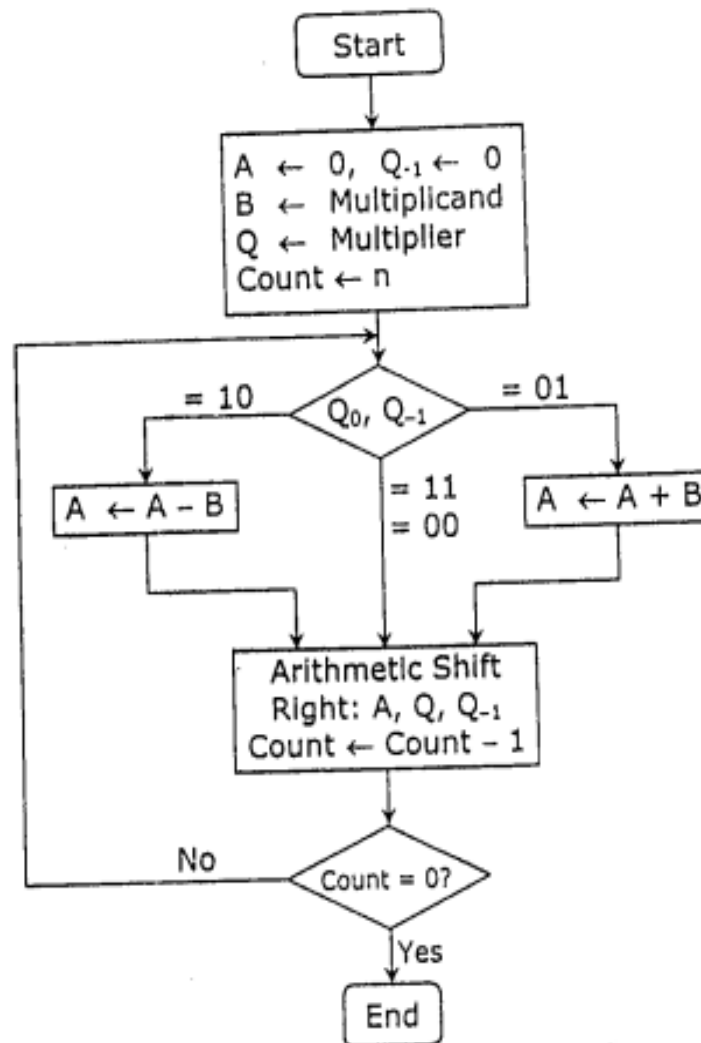 Start
A ← 0, Q₋₁ ← 0
B ← Multiplicand
Q ← Multiplier
Count ← n
= 10
Q₀, Q₋₁
= 01
A ← A – B
= 11
= 00
A ← A + B
Arithmetic Shift
Right: A, Q, Q₋₁
Count ← Count – 1
No
Count = 0?
Yes
End